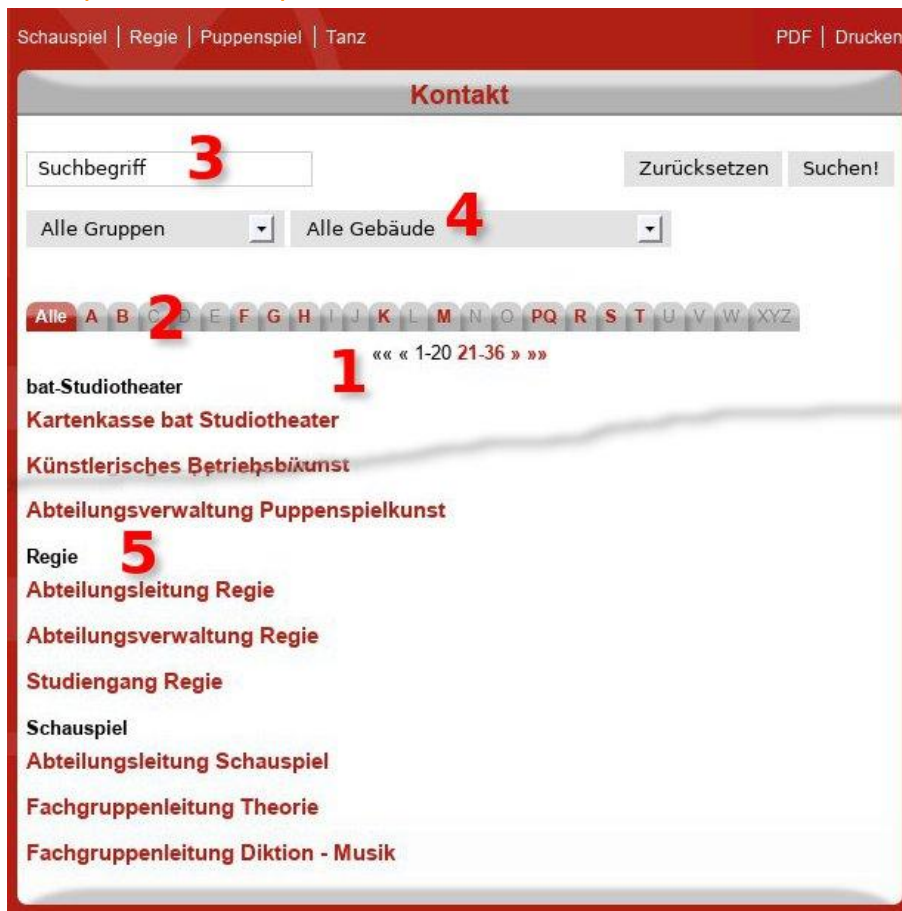 Schauspiel | Regie | Puppenspiel | Tanz PDF | Drucken
Kontakt
Suchbegriff 3 Zurücksetzen Suchen!
Alle Gruppen Alle Gebäude 4
Alle A B C D E F G H I J K L M N O PQ R S T U V W XYZ
2
«« « 1-20 21-36 » »»
1
bat-Studiotheater
Kartenkasse bat Studiotheater
Künstlerisches
Abteilungsverwaltung Puppenspielkunst
Regie
5
Abteilungsleitung Regie
Abteilungsverwaltung Regie
Studiengang Regie
Schauspiel
Abteilungsleitung Schauspiel
Fachgruppenleitung Theorie
Fachgruppenleitung Diktion - Musik